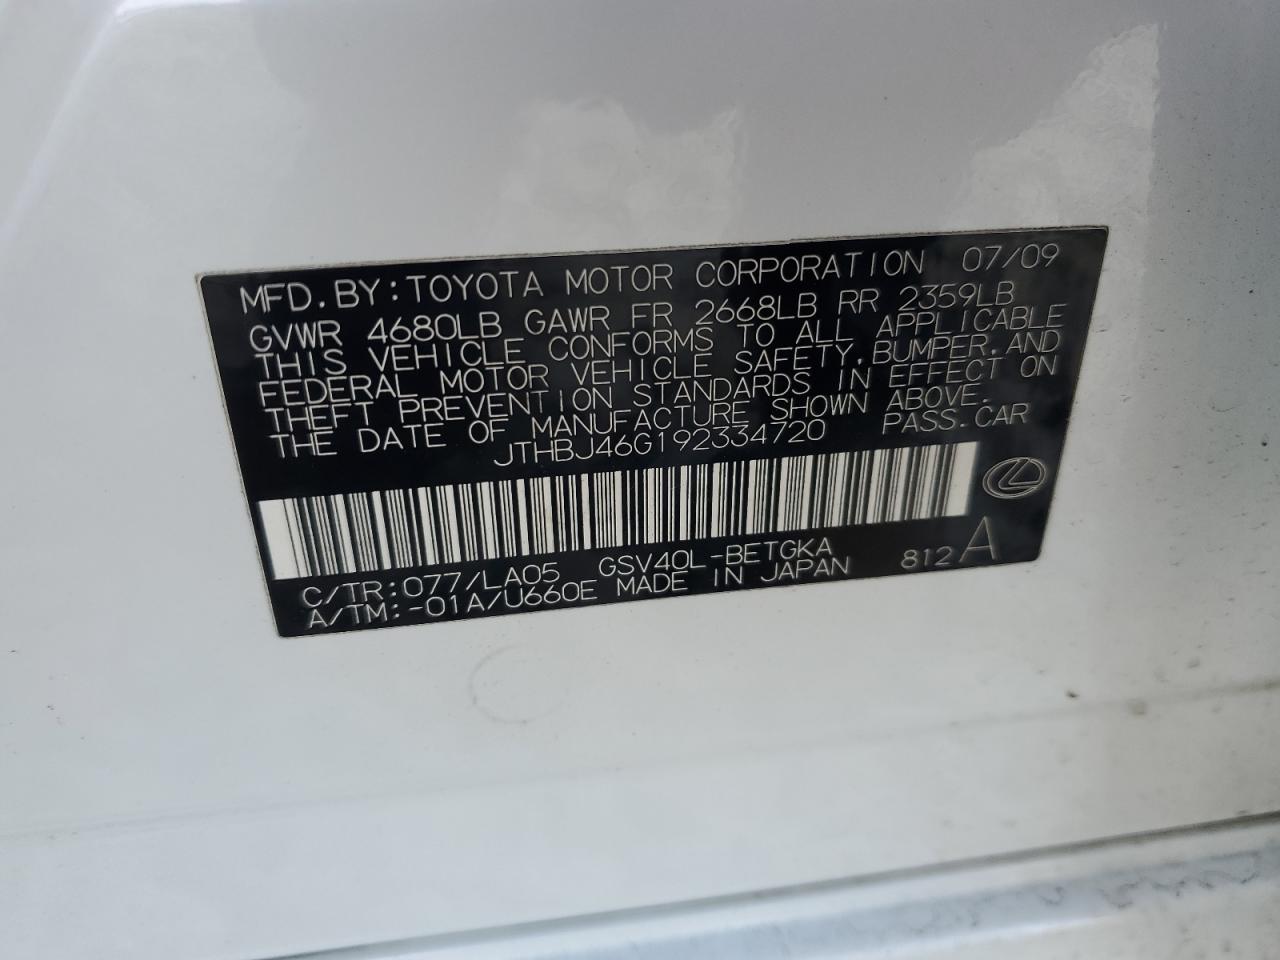 MFD.BY:TOYOTA MOTOR CORPORATION 07/09
GVWR 4680LB GAWR FR 2668LB RR 2359LB
THIS VEHICLE CONFORMS TO ALL APPLICABLE
FEDERAL MOTOR VEHICLE SAFETY,BUMPER,AND
THEFT PREVENTION STANDARDS IN EFFECT ON
THE DATE OF MANUFACTURE SHOWN ABOVE.
JTHBJ46G192334720 PASS.CAR
C/TR:077/LA05 GSV40L-BETGKA 812 A
A/TM:-01A/U660E MADE IN JAPAN